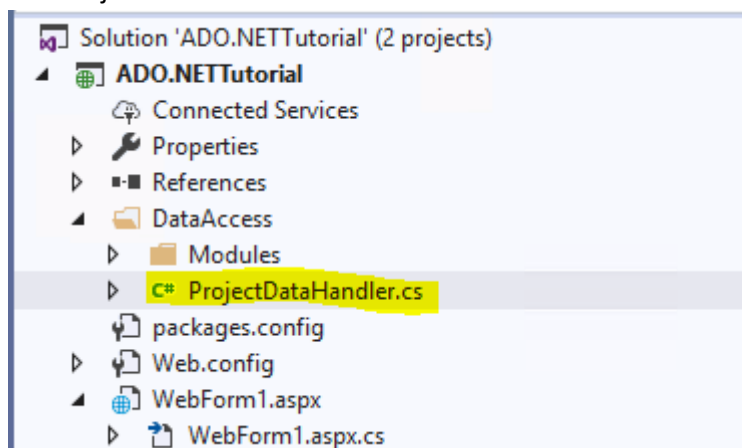 Solution 'ADO.NETTutorial' (2 projects)
ADO.NETTutorial
Connected Services
Properties
References
DataAccess
Modules
C# ProjectDataHandler.cs
packages.config
Web.config
WebForm1.aspx
WebForm1.aspx.cs